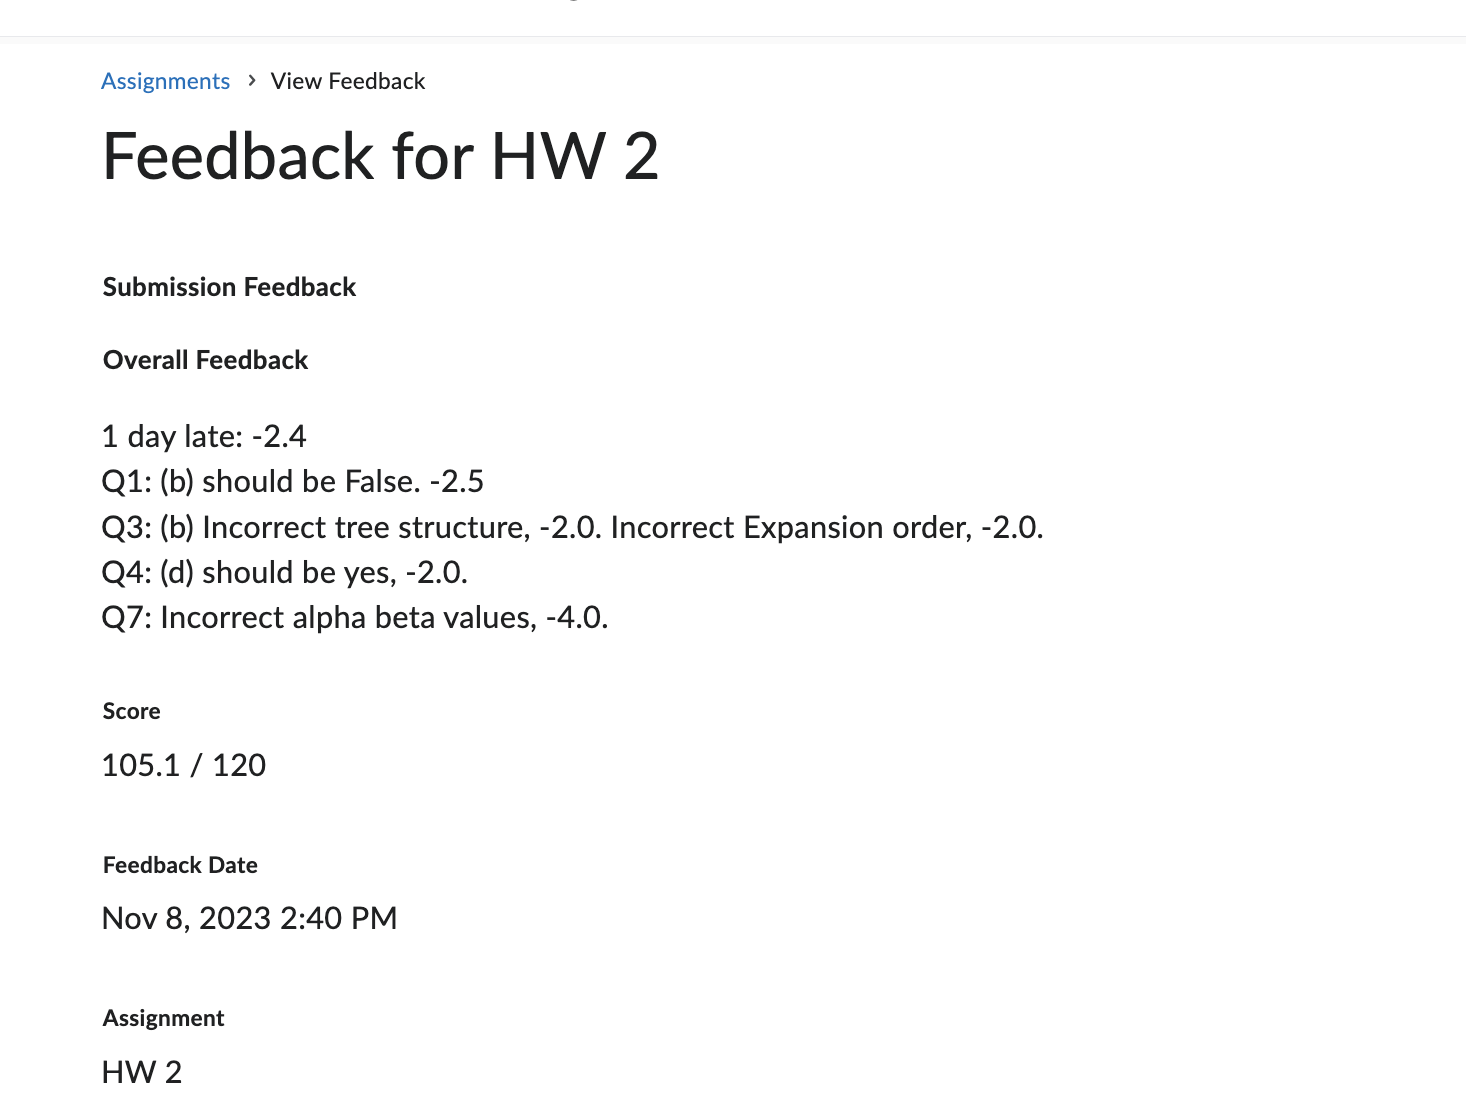 Assignments > View Feedback
Feedback for HW 2
Submission Feedback
Overall Feedback
1 day late: -2.4
Q1: (b) should be False. -2.5
Q3: (b) Incorrect tree structure, -2.0. Incorrect Expansion order, -2.0.
Q4: (d) should be yes, -2.0.
Q7: Incorrect alpha beta values, -4.0.
Score
105.1 / 120
Feedback Date
Nov 8, 2023 2:40 PM
Assignment
HW 2